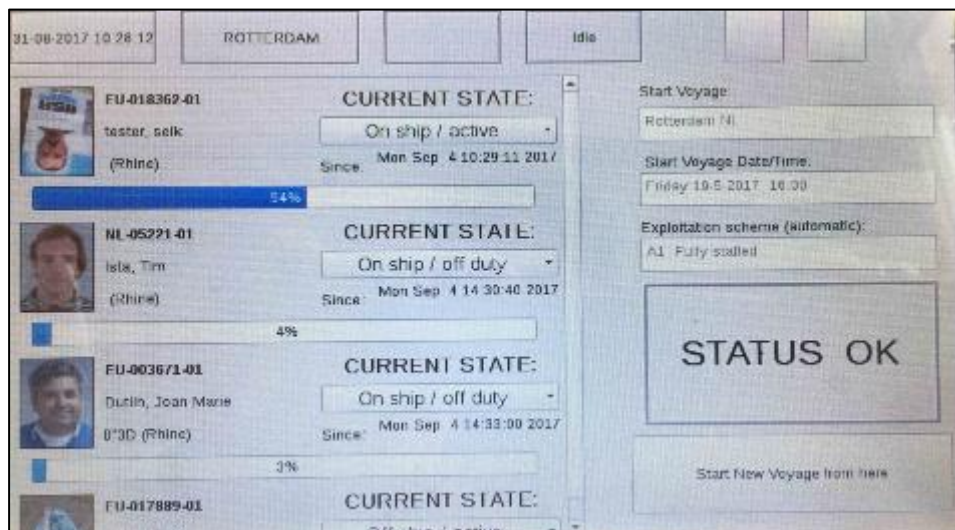 31-08-2017 10 28 12
ROTTERDAM
Idle
FU-018362-01
tester, selk
(Rhine)
CURRENT STATE:
On ship / active
Since: Mon Sep 4 10:29:11 2017
54%
NL-05221-01
Isla, Tim
(Rhine)
CURRENT STATE:
On ship / off duty
Since: Mon Sep 4 14 30:40 2017
4%
FU-003671-01
Joan Marie
(Rhine)
CURRENT STATE:
On ship / off duty
Since: Mon Sep 4 14:33:00 2017
3%
FU-017889-01
CURRENT STATE:
Start Voyage:
Rotterdam NL
Start Voyage Date/Time:
Friday 19-5-2017 16.00
Exploitation scheme (automatic):
A1 Fully
STATUS OK
Start New Voyage from here